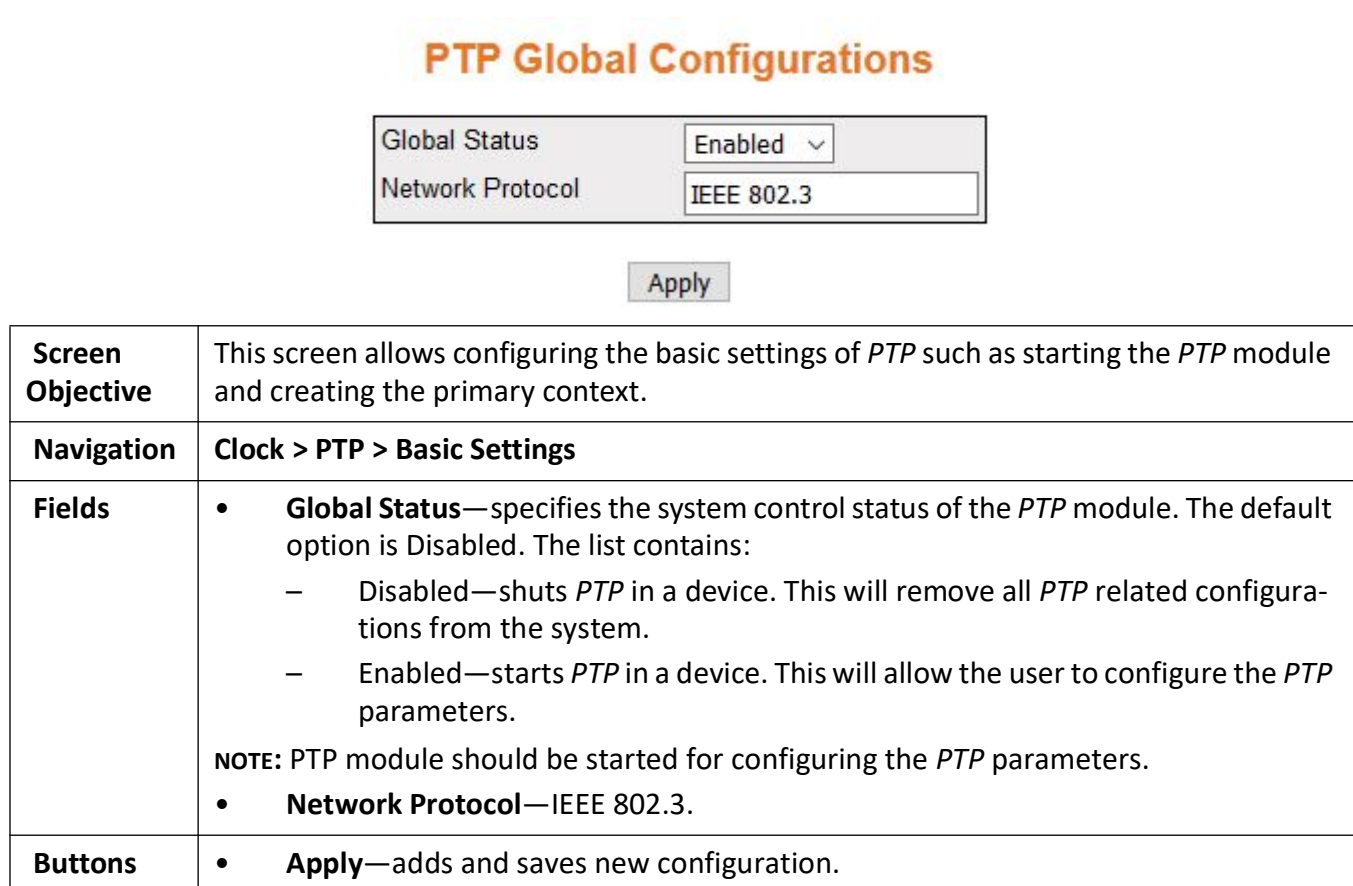 PTP Global Configurations
Global Status Enabled
Network Protocol IEEE 802.3
Apply
Screen Objective
This screen allows configuring the basic settings of PTP such as starting the PTP module
and creating the primary context.
Navigation
Clock > PTP > Basic Settings
Fields
• Global Status—specifies the system control status of the PTP module. The default
option is Disabled. The list contains:
– Disabled—shuts PTP in a device. This will remove all PTP related configura-
tions from the system.
– Enabled—starts PTP in a device. This will allow the user to configure the PTP
parameters.
NOTE: PTP module should be started for configuring the PTP parameters.
• Network Protocol—IEEE 802.3.
Buttons
• Apply—adds and saves new configuration.